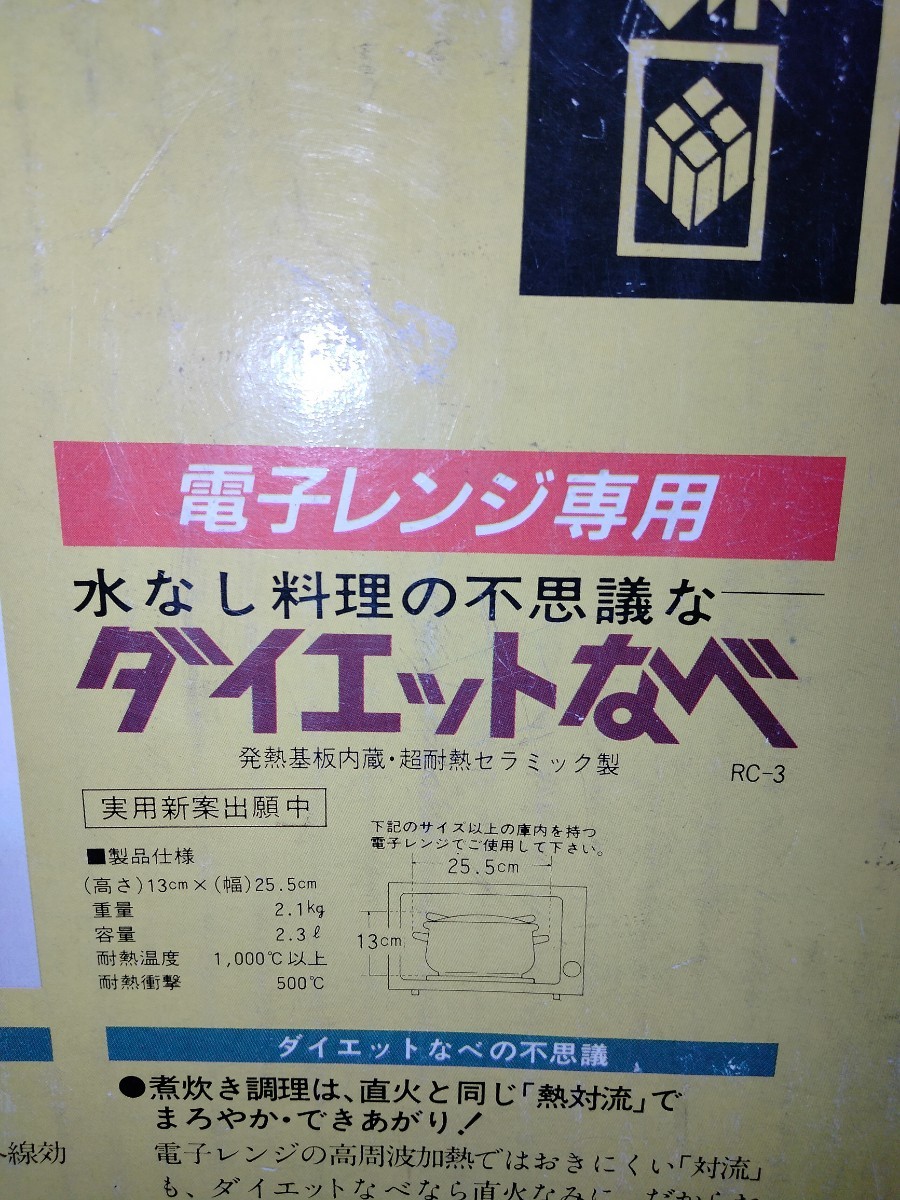 電子レンジ専用
水なし料理の不思議な――
ダイエットなべ
発熱基板内蔵・超耐熱セラミック製
RC-3
実用新案出願中
■製品仕様
(高さ)13cm×(幅)25.5cm
重量 2.1kg
容量 2.3ℓ
耐熱温度 1,000℃以上
耐熱衝撃 500℃
下記のサイズ以上の庫内を持つ
電子レンジでご使用して下さい。
25.5cm
13cm
ダイエットなべの不思議
●煮炊き調理は、直火と同じ「熱対流」で
まろやか・できあがり!
電子レンジの高周波加熱ではおきにくい「対流」
も、ダイエットなべなら直火なみに
線効